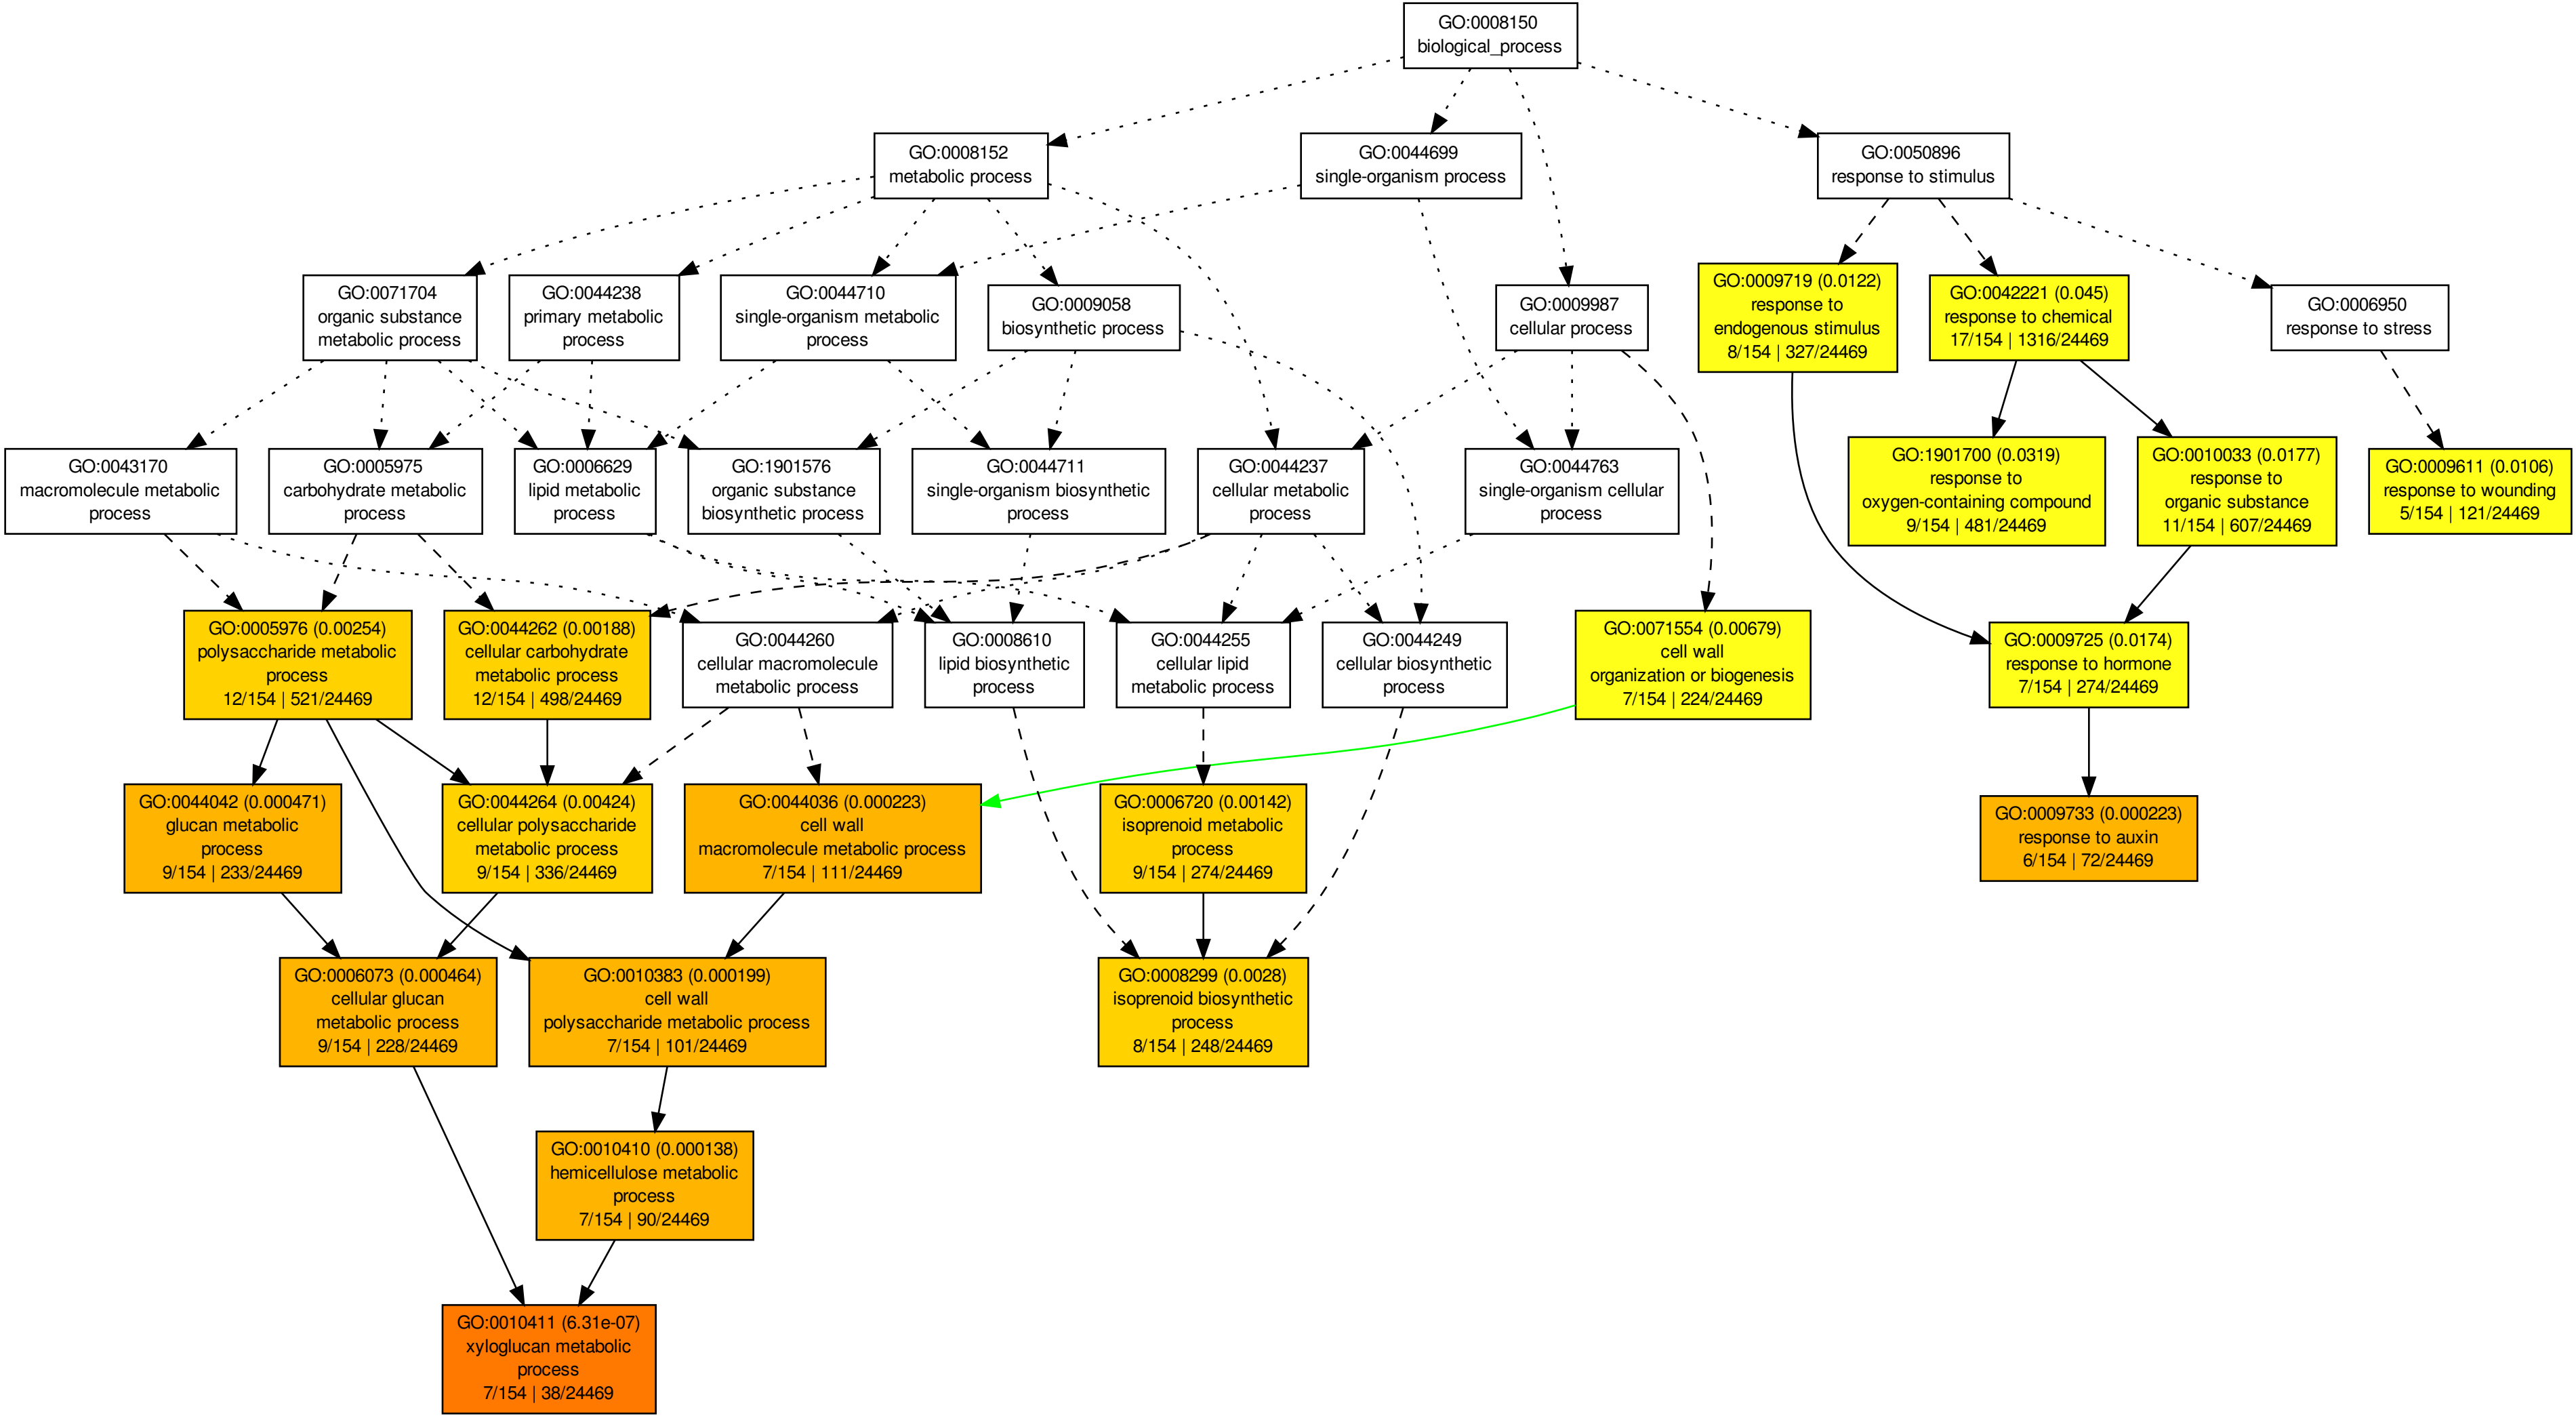 GO:0008150
biological_process
GO:0008152
metabolic process
GO:0044699
single-organism process
GO:0050896
response to stimulus
GO:0071704
organic substance
metabolic process
GO:0044238
primary metabolic
process
GO:0044710
single-organism metabolic
process
GO:0009058
biosynthetic process
GO:0009987
cellular process
GO:0009719 (0.0122)
response to
endogenous stimulus
8/154 | 327/24469
GO:0042221 (0.045)
response to chemical
17/154 | 1316/24469
GO:0006950
response to stress
GO:0043170
macromolecule metabolic
process
GO:0005975
carbohydrate metabolic
process
GO:0006629
lipid metabolic
process
GO:1901576
organic substance
biosynthetic process
GO:0044711
single-organism biosynthetic
process
GO:0044237
cellular metabolic
process
GO:0044763
single-organism cellular
process
GO:1901700 (0.0319)
response to
oxygen-containing compound
9/154 | 481/24469
GO:0010033 (0.0177)
response to
organic substance
11/154 | 607/24469
GO:0009611 (0.0106)
response to wounding
5/154 | 121/24469
GO:0005976 (0.00254)
polysaccharide metabolic
process
12/154 | 521/24469
GO:0044262 (0.00188)
cellular carbohydrate
metabolic process
12/154 | 498/24469
GO:0044260
cellular macromolecule
metabolic process
GO:0008610
lipid biosynthetic
process
GO:0044255
cellular lipid
metabolic process
GO:0044249
cellular biosynthetic
process
GO:0071554 (0.00679)
cell wall
organization or biogenesis
7/154 | 224/24469
GO:0009725 (0.0174)
response to hormone
7/154 | 274/24469
GO:0044042 (0.000471)
glucan metabolic
process
9/154 | 233/24469
GO:0044264 (0.00424)
cellular polysaccharide
metabolic process
9/154 | 336/24469
GO:0044036 (0.000223)
cell wall
macromolecule metabolic process
7/154 | 111/24469
GO:0006720 (0.00142)
isoprenoid metabolic
process
9/154 | 274/24469
GO:0009733 (0.000223)
response to auxin
6/154 | 72/24469
GO:0006073 (0.000464)
cellular glucan
metabolic process
9/154 | 228/24469
GO:0010383 (0.000199)
cell wall
polysaccharide metabolic process
7/154 | 101/24469
GO:0008299 (0.0028)
isoprenoid biosynthetic
process
8/154 | 248/24469
GO:0010410 (0.000138)
hemicellulose metabolic
process
7/154 | 90/24469
GO:0010411 (6.31e-07)
xyloglucan metabolic
process
7/154 | 38/24469